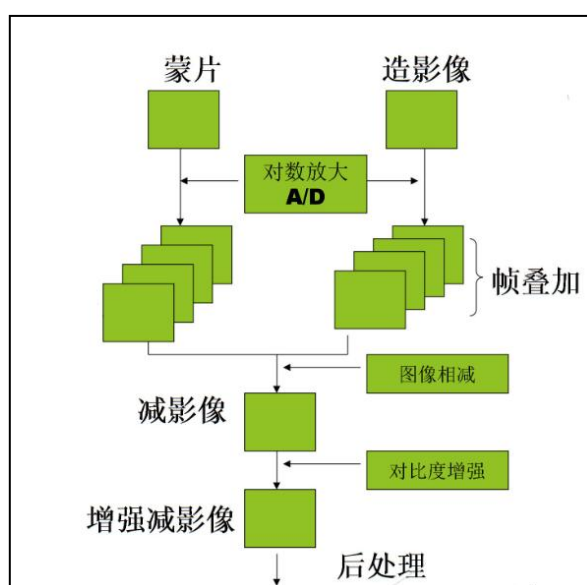 蒙片
造影像
对数放大
A/D
帧叠加
图像相减
减影像
对比度增强
增强减影像
后处理